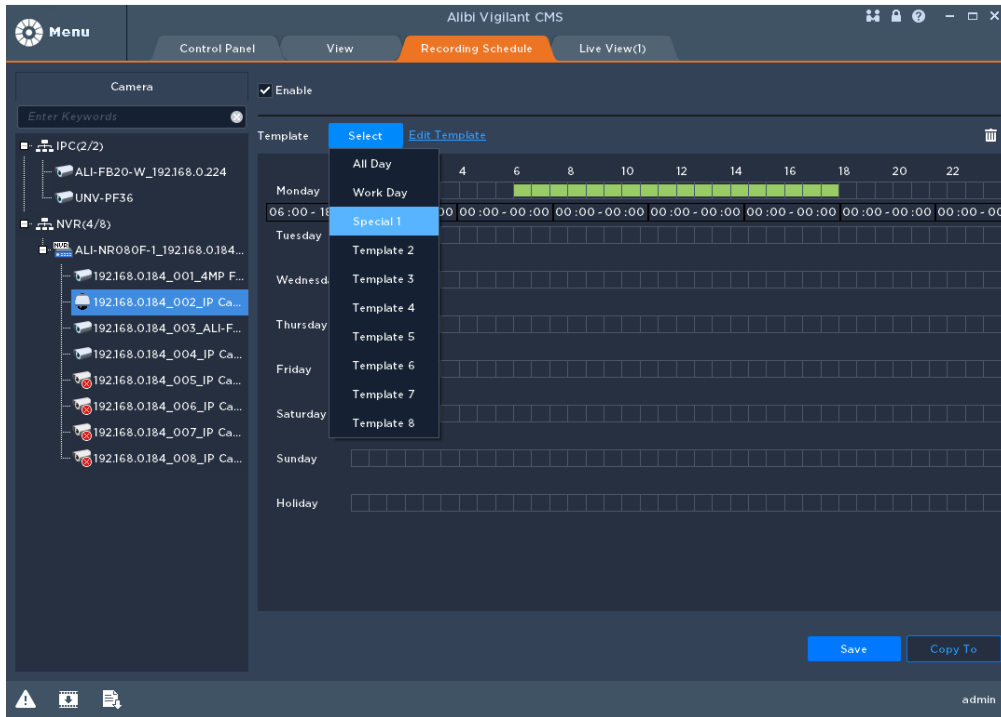 Alibi Vigilant CMS
Menu
Control Panel
View
Recording Schedule
Live View(1)
Camera
Enter Keywords
IPC(2/2)
ALI-FB20-W_192.168.0.224
UNV-PF36
NVR(4/8)
ALI-NR080F-1_192.168.0.184...
192.168.0.184_001_4MP F...
192.168.0.184_002_IP Ca...
192.168.0.184_003_ALI-F...
192.168.0.184_004_IP Ca...
192.168.0.184_005_IP Ca...
192.168.0.184_006_IP Ca...
192.168.0.184_007_IP Ca...
192.168.0.184_008_IP Ca...
Enable
Template Select Edit Template
All Day
Work Day
Special 1
Template 2
Template 3
Template 4
Template 5
Template 6
Template 7
Template 8
4 6 8 10 12 14 16 18 20 22
Monday
06:00 - 18 00 00:00 - 00:00 00:00 - 00:00 00:00 - 00:00 00:00 - 00:00 00:00 - 00:00 00:00 - 00
Tuesday
Wednesd
Thursday
Friday
Saturday
Sunday
Holiday
Save
Copy To
admin